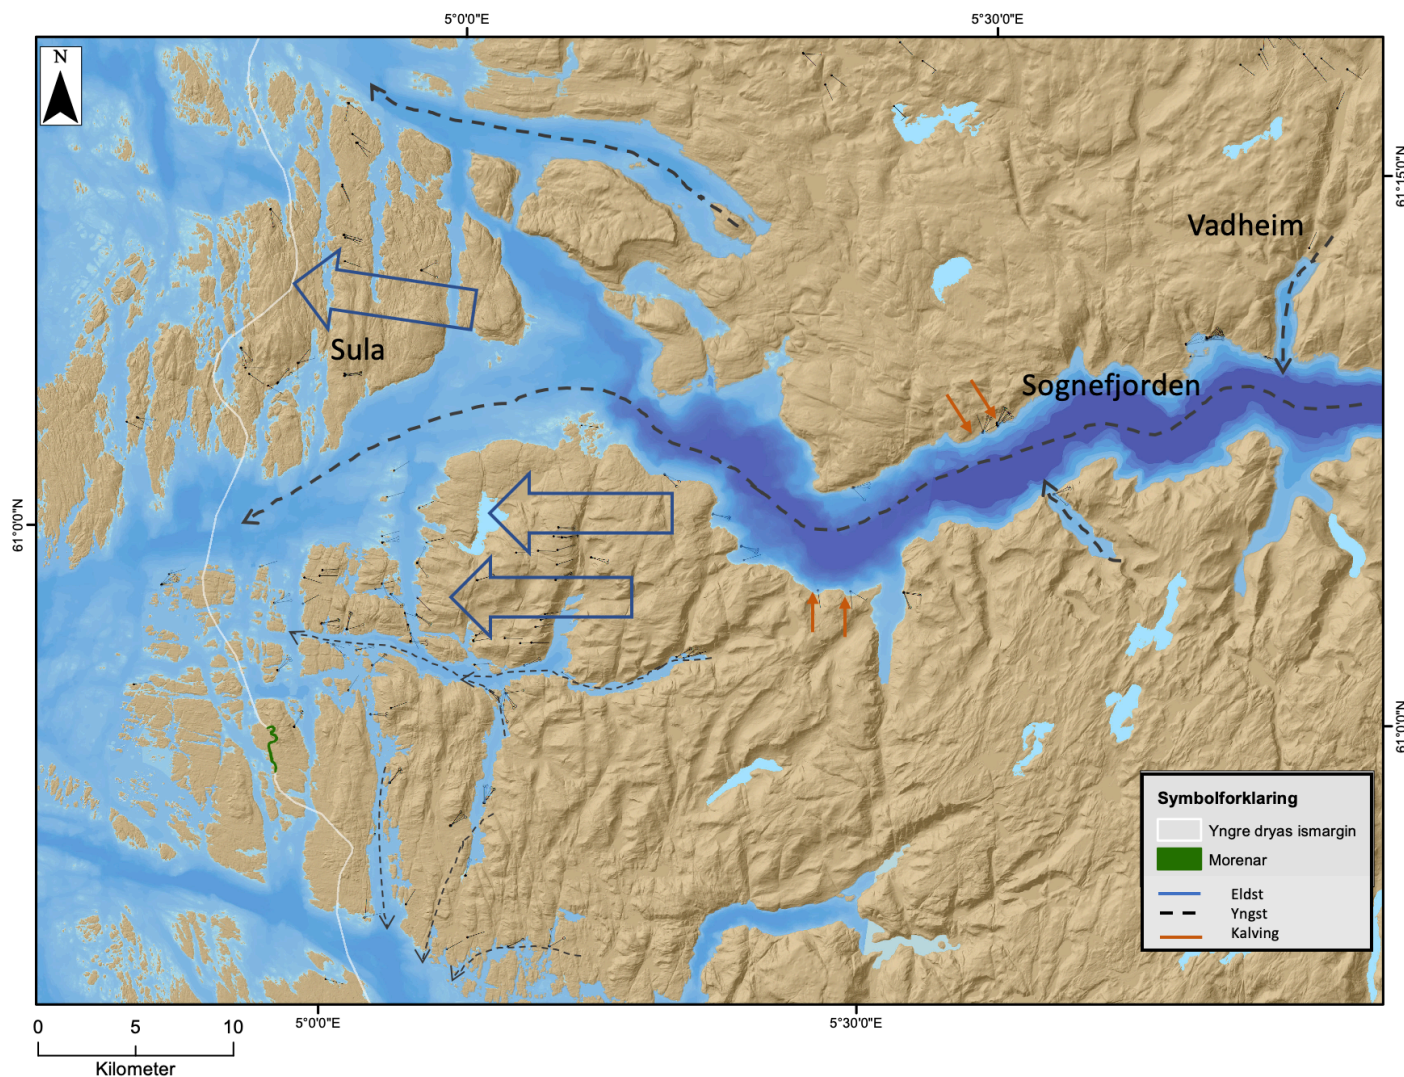 5°0'0"E
5°30'0"E
N
61°15'0"N
Vadheim
Sula
Sognefjorden
61°0'0"N
61°0'0"N
Symbolforklaring
Yngre dryas ismargin
Morenar
Eldst
Yngst
Kalving
0 5 10
5°0'0"E
5°30'0"E
Kilometer